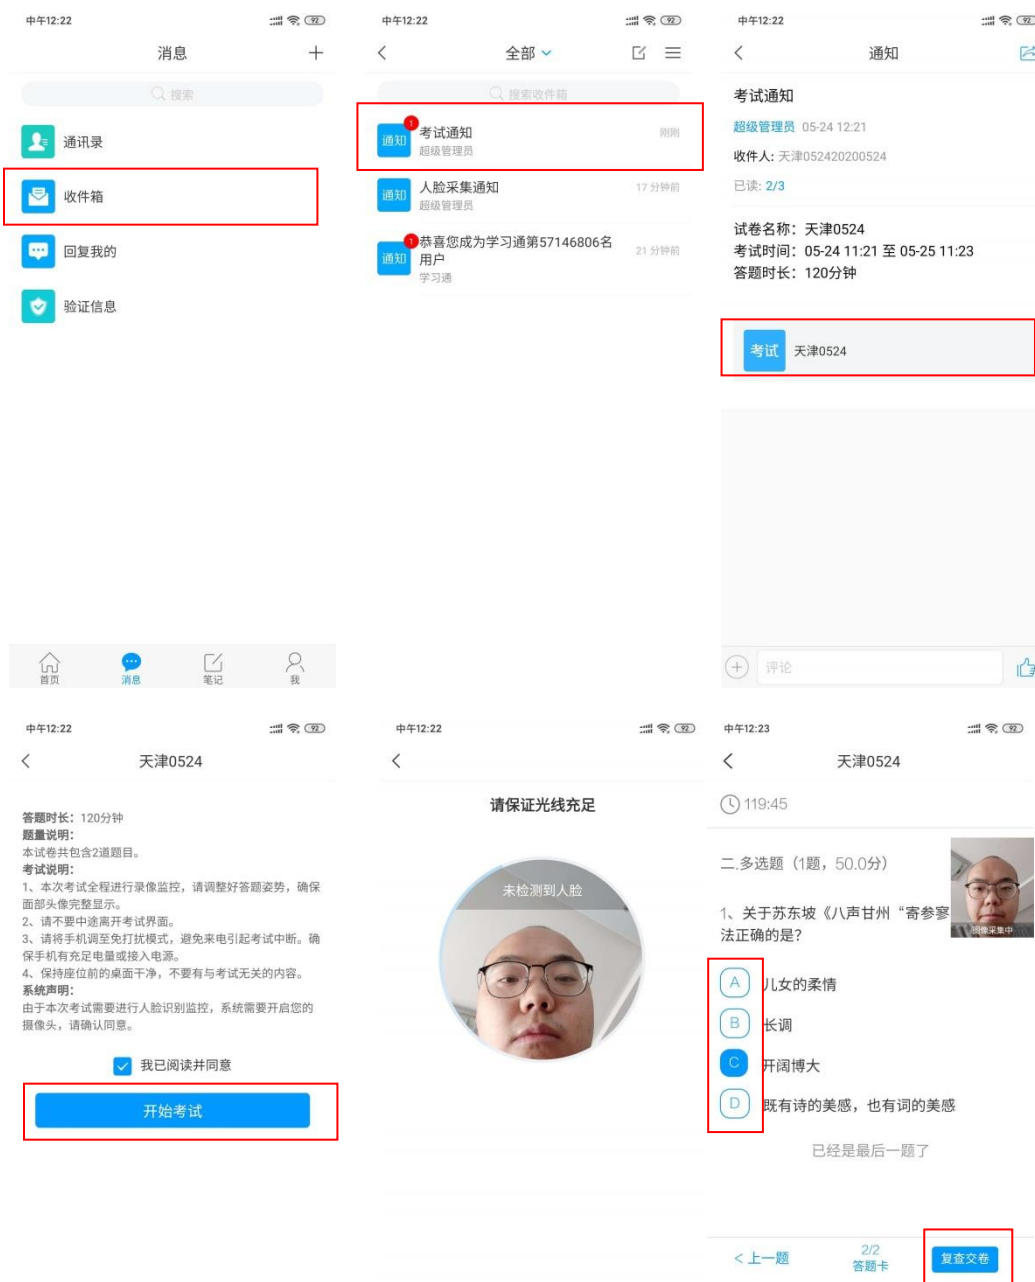 中午12:22
92
消息
搜索
通讯录
收件箱
回复我的
验证信息
首页
消息
笔记
我
中午12:22
92
全部
搜索收件箱
通知
1
考试通知
刚刚
超级管理员
通知
人脸采集通知
17 分钟前
超级管理员
通知
1
恭喜您成为学习通第57146806名
用户
21 分钟前
学习通
中午12:22
92
通知
考试通知
超级管理员 05-24 12:21
收件人: 天津052420200524
已读: 2/3
试卷名称：天津0524
考试时间：05-24 11:21 至 05-25 11:23
答题时长：120分钟
考试
天津0524
评论
中午12:22
92
天津0524
答题时长：120分钟
题量说明：
本试卷共包含2道题目。
考试说明：
1、本次考试全程进行录像监控，请调整好答题姿势，确保
面部头像完整显示。
2、请不要中途离开考试界面。
3、请将手机调至免打扰模式，避免来电引起考试中断。确
保手机有充足电量或接入电源。
4、保持座位前的桌面干净，不要有与考试无关的内容。
系统声明：
由于本次考试需要进行人脸识别监控，系统需要开启您的
摄像头，请确认同意。
我已阅读并同意
开始考试
中午12:22
92
请保证光线充足
未检测到人脸
中午12:23
92
天津0524
119:45
二.多选题（1题，50.0分）
1、关于苏东坡《八声甘州“寄参寥
法正确的是？
图像采集中
A 儿女的柔情
B 长调
C 开阔博大
D 既有诗的美感，也有词的美感
已经是最后一题了
<上一题
2/2
答题卡
复查交卷